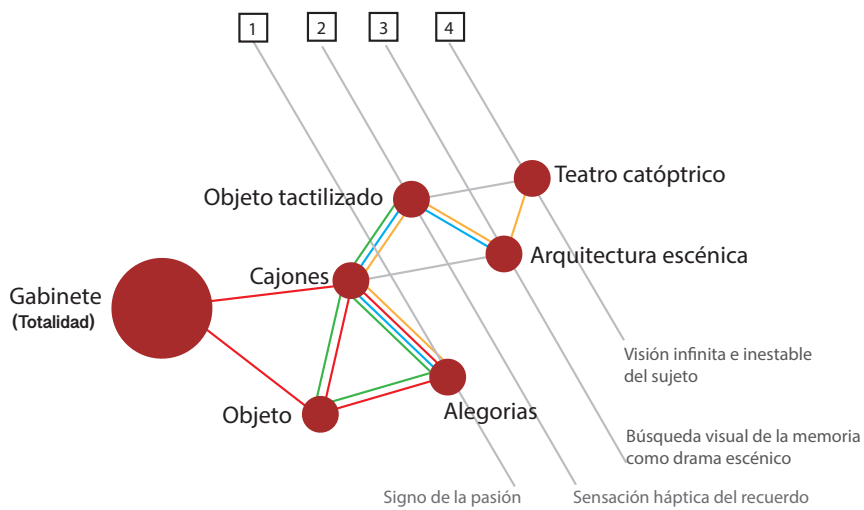 1
2
3
4
Teatro catóptrico
Objeto tactilizado
Arquitectura escénica
Cajones
Gabinete
(Totalidad)
Visión infinita e inestable
del sujeto
Objeto
Alegorias
Búsqueda visual de la memoria
como drama escénico
Signo de la pasión
Sensación háptica del recuerdo